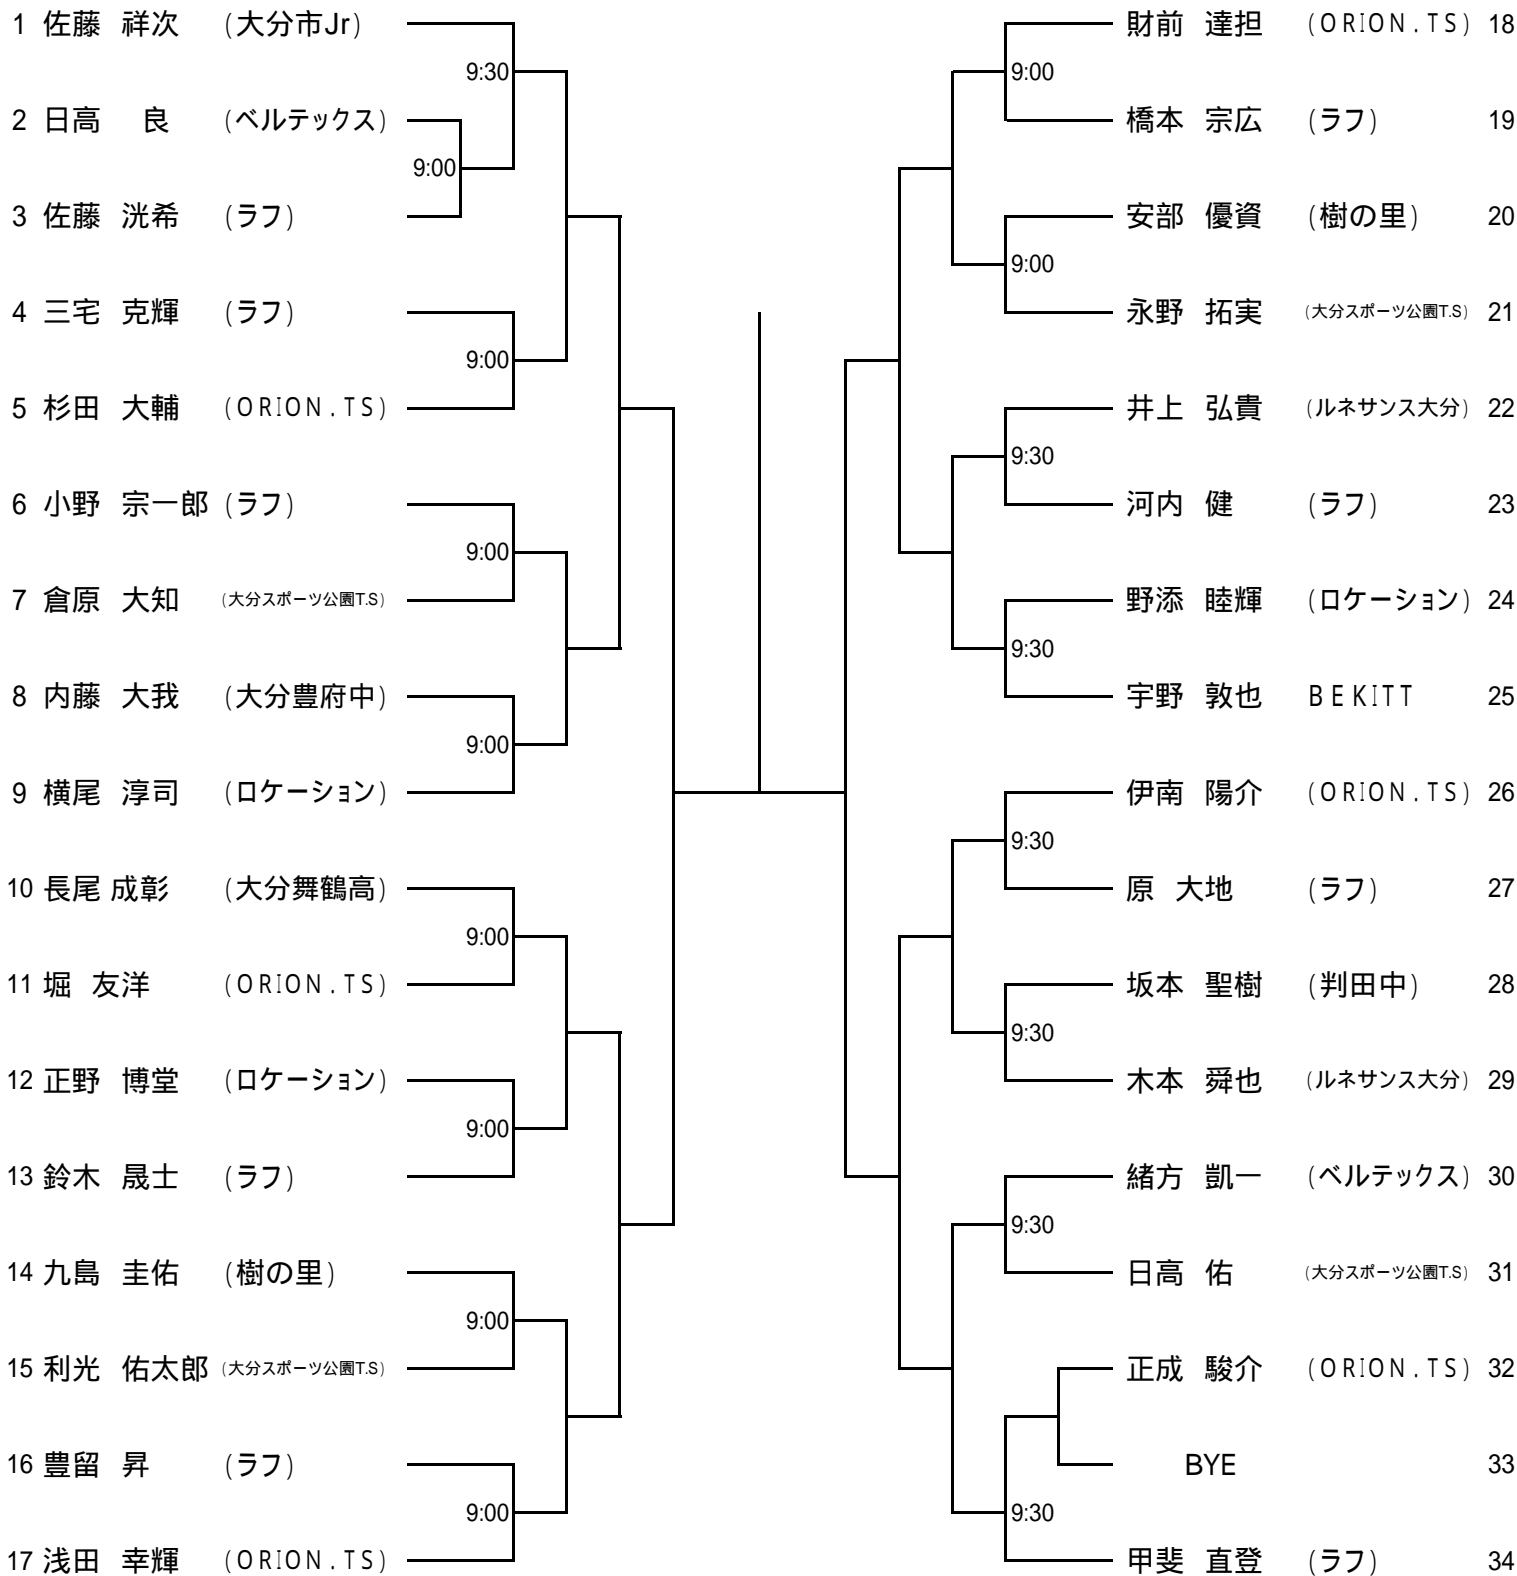 1 佐藤 祥次 (大分市Jr)
9:30
2 日高 良 (ベルテックス)
9:00
3 佐藤 洸希 (ラフ)
4 三宅 克輝 (ラフ)
9:00
5 杉田 大輔 (ORION.TS)
6 小野 宗一郎 (ラフ)
9:00
7 倉原 大知 (大分スポーツ公園T.S)
8 内藤 大我 (大分豊府中)
9:00
9 横尾 淳司 (ロケーション)
10 長尾 成彰 (大分舞鶴高)
9:00
11 堀 友洋 (ORION.TS)
12 正野 博堂 (ロケーション)
9:00
13 鈴木 晟士 (ラフ)
14 九島 圭佑 (樹の里)
9:00
15 利光 佑太郎 (大分スポーツ公園T.S)
16 豊留 昇 (ラフ)
9:00
17 浅田 幸輝 (ORION.TS)
財前 達担 (ORION.TS) 18
9:00
橋本 宗広 (ラフ) 19
安部 優資 (樹の里) 20
9:00
永野 拓実 (大分スポーツ公園T.S) 21
井上 弘貴 (ルネサンス大分) 22
9:30
河内 健 (ラフ) 23
野添 睦輝 (ロケーション) 24
9:30
宇野 敦也 BEKITT 25
伊南 陽介 (ORION.TS) 26
9:30
原 大地 (ラフ) 27
坂本 聖樹 (判田中) 28
9:30
木本 舜也 (ルネサンス大分) 29
緒方 凱一 (ベルテックス) 30
9:30
日高 佑 (大分スポーツ公園T.S) 31
正成 駿介 (ORION.TS) 32
BYE 33
9:30
甲斐 直登 (ラフ) 34